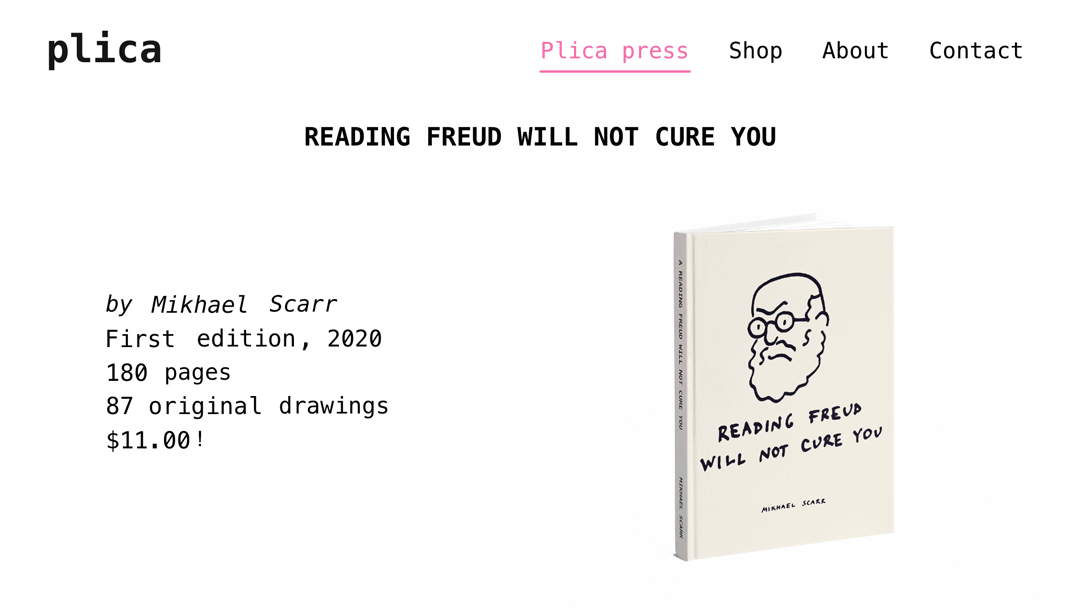 plica
Plica press Shop About Contact
READING FREUD WILL NOT CURE YOU
by Mikhael Scarr
First edition, 2020
180 pages
87 original drawings
$11.00!
A READING FREUD WILL NOT CURE YOU
MIKHAEL SCARR
READING FREUD
WILL NOT CURE YOU
MIKHAEL SCARR